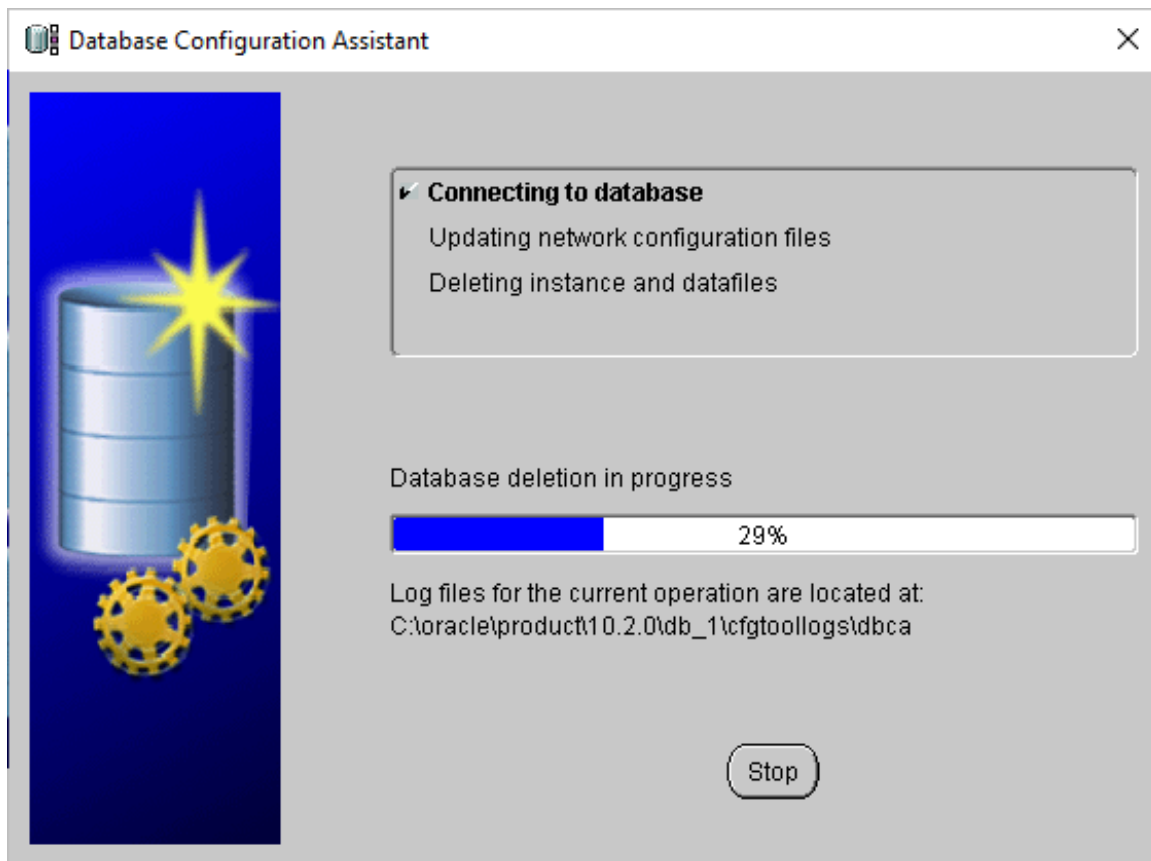 Database Configuration Assistant
Connecting to database
Updating network configuration files
Deleting instance and datafiles
Database deletion in progress
29%
Log files for the current operation are located at:
C:\oracle\product\10.2.0\db_1\cfgtoollogs\dbca
Stop